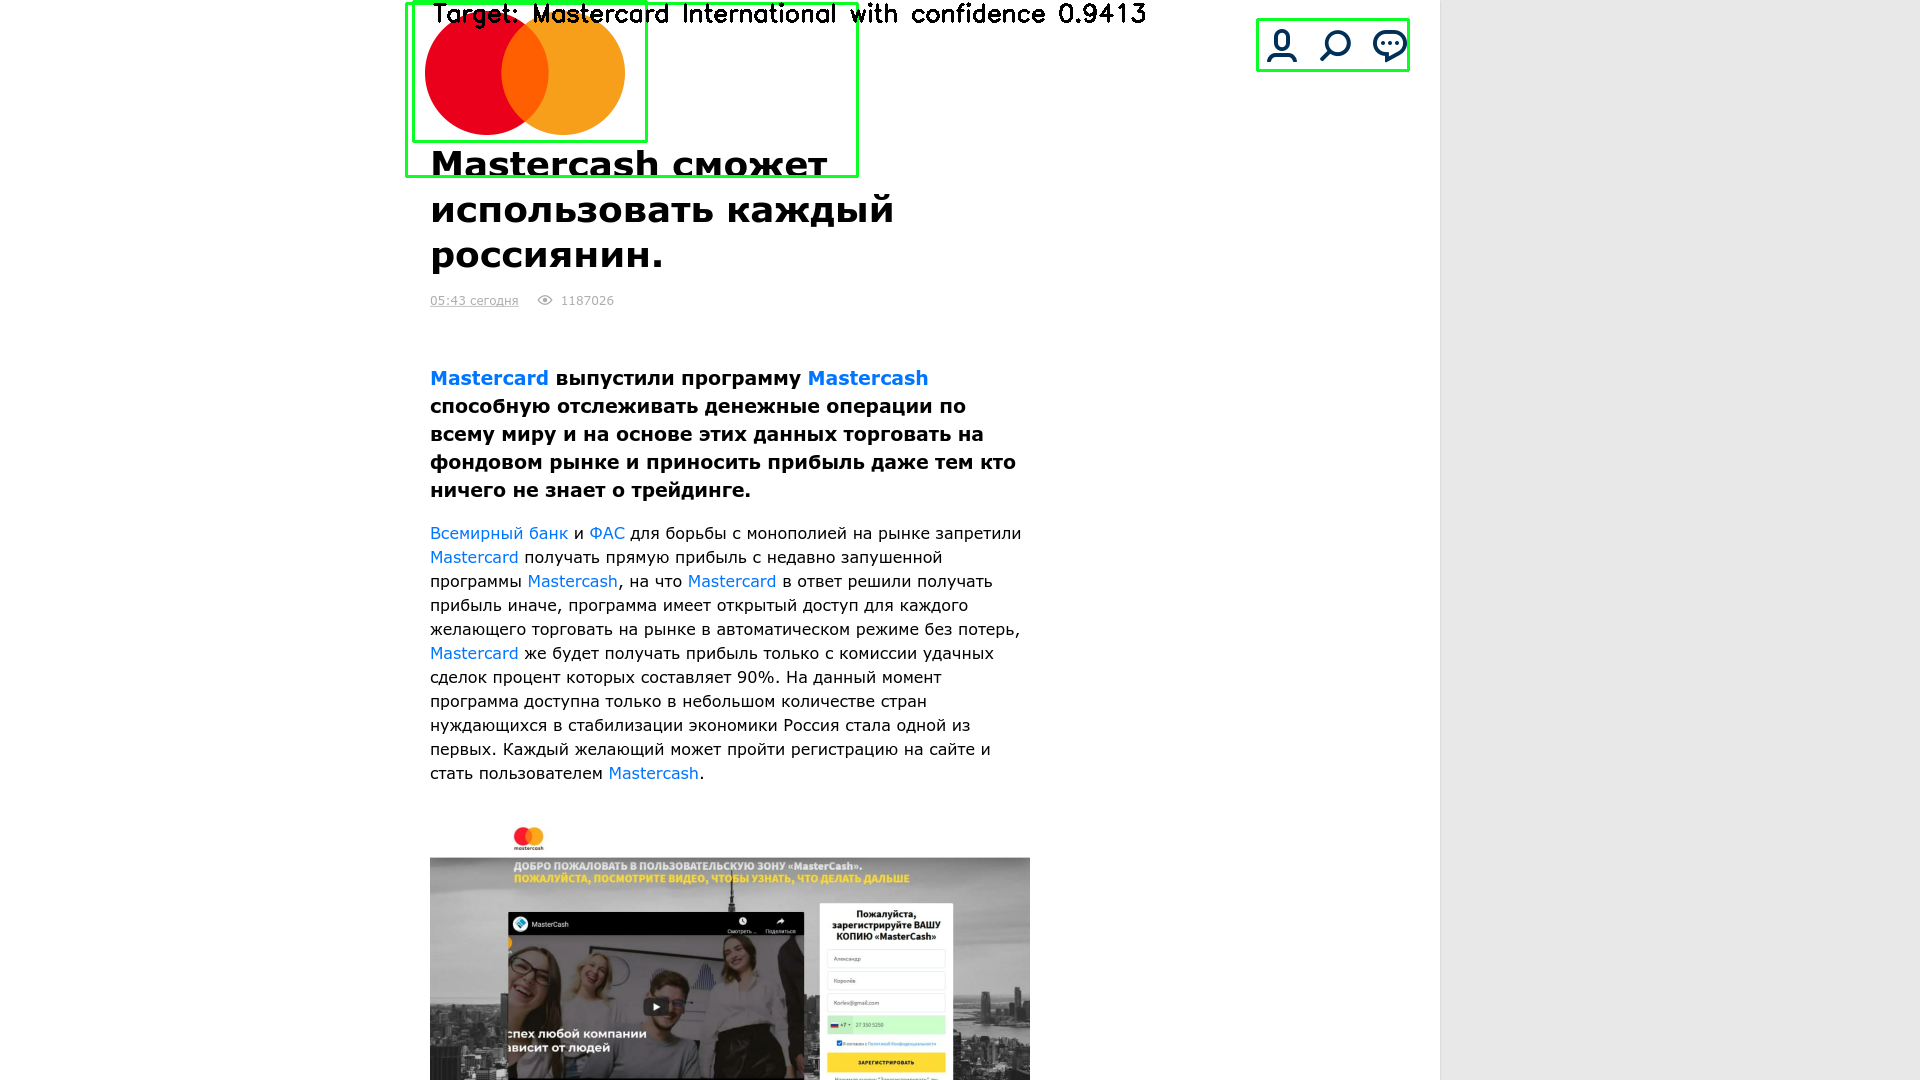 Target: Mastercard International with confidence 0.9413
Mastercash сможет
использовать каждый
россиянин.
05:43 сегодня 1187026
Mastercard выпустили программу Mastercash
способную отслеживать денежные операции по
всему миру и на основе этих данных торговать на
фондовом рынке и приносить прибыль даже тем кто
ничего не знает о трейдинге.
Всемирный банк и ФАС для борьбы с монополией на рынке запретили
Mastercard получать прямую прибыль с недавно запушенной
программы Mastercash, на что Mastercard в ответ решили получать
прибыль иначе, программа имеет открытый доступ для каждого
желающего торговать на рынке в автоматическом режиме без потерь,
Mastercard же будет получать прибыль только с комиссии удачных
сделок процент которых составляет 90%. На данный момент
программа доступна только в небольшом количестве стран
нуждающихся в стабилизации экономики Россия стала одной из
первых. Каждый желающий может пройти регистрацию на сайте и
стать пользователем Mastercash.
mastercash
ДОБРО ПОЖАЛОВАТЬ В ПОЛЬЗОВАТЕЛЬСКУЮ ЗОНУ «MasterCash».
ПОЖАЛУЙСТА, ПОСМОТРИТЕ ВИДЕО, ЧТОБЫ УЗНАТЬ, ЧТО ДЕЛАТЬ ДАЛЬШЕ
MasterCash
Смотреть ... Поделиться
спех любой компании
ависит от людей
Пожалуйста,
зарегистрируйте ВАШУ
КОПИЮ «MasterCash»
Александр
Королёв
Korlev@gmail.com
+7 27 330 5250
Я согласен с Политикой Конфиденциальности
ЗАРЕГИСТРИРОВАТЬ